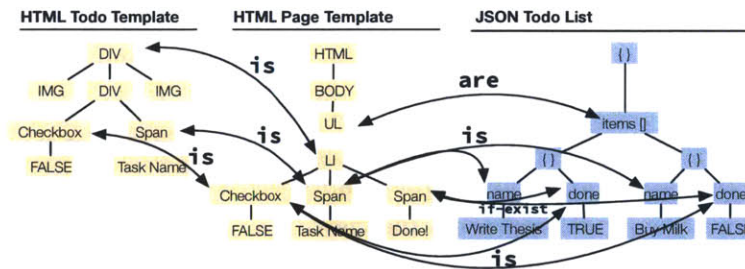 HTML Todo Template HTML Page Template JSON Todo List
DIV is HTML { }
IMG DIV IMG BODY are
UL items []
Checkbox Span is is
FALSE is Task Name LI { } { }
Checkbox Span Span name done name done
if exist
FALSE Task Name Done! Write Thesis TRUE Buy Milk FALS
is